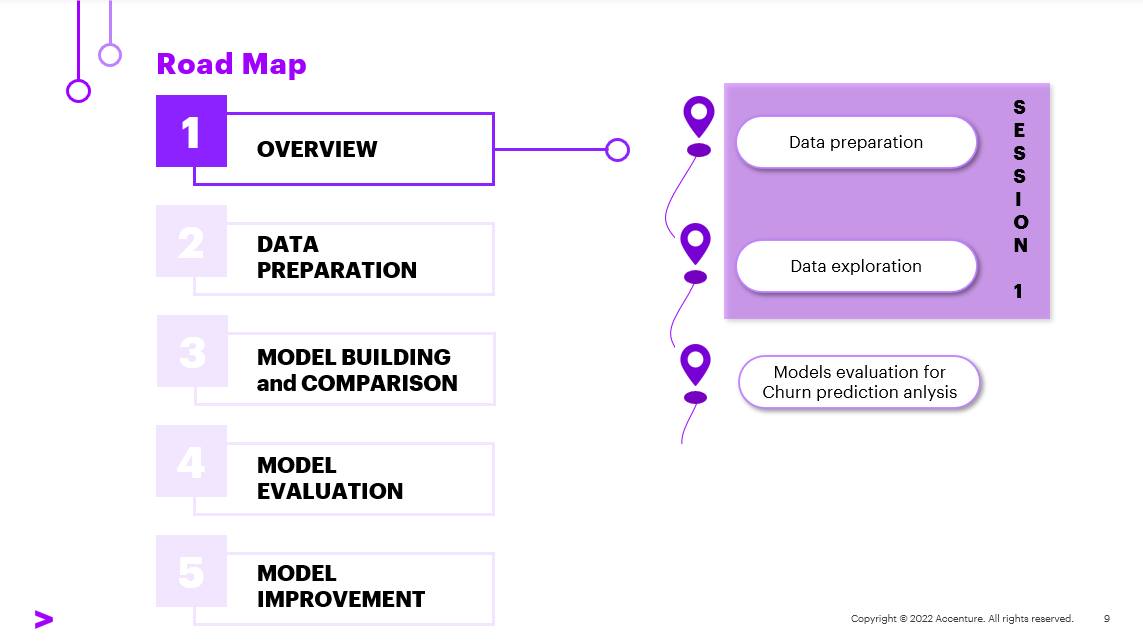 Road Map
1
OVERVIEW
2
DATA
PREPARATION
3
MODEL BUILDING
and COMPARISON
4
MODEL
EVALUATION
5
MODEL
IMPROVEMENT
Data preparation
Data exploration
SESSION 1
Models evaluation for
Churn prediction anlysis
>
Copyright © 2022 Accenture. All rights reserved.
9